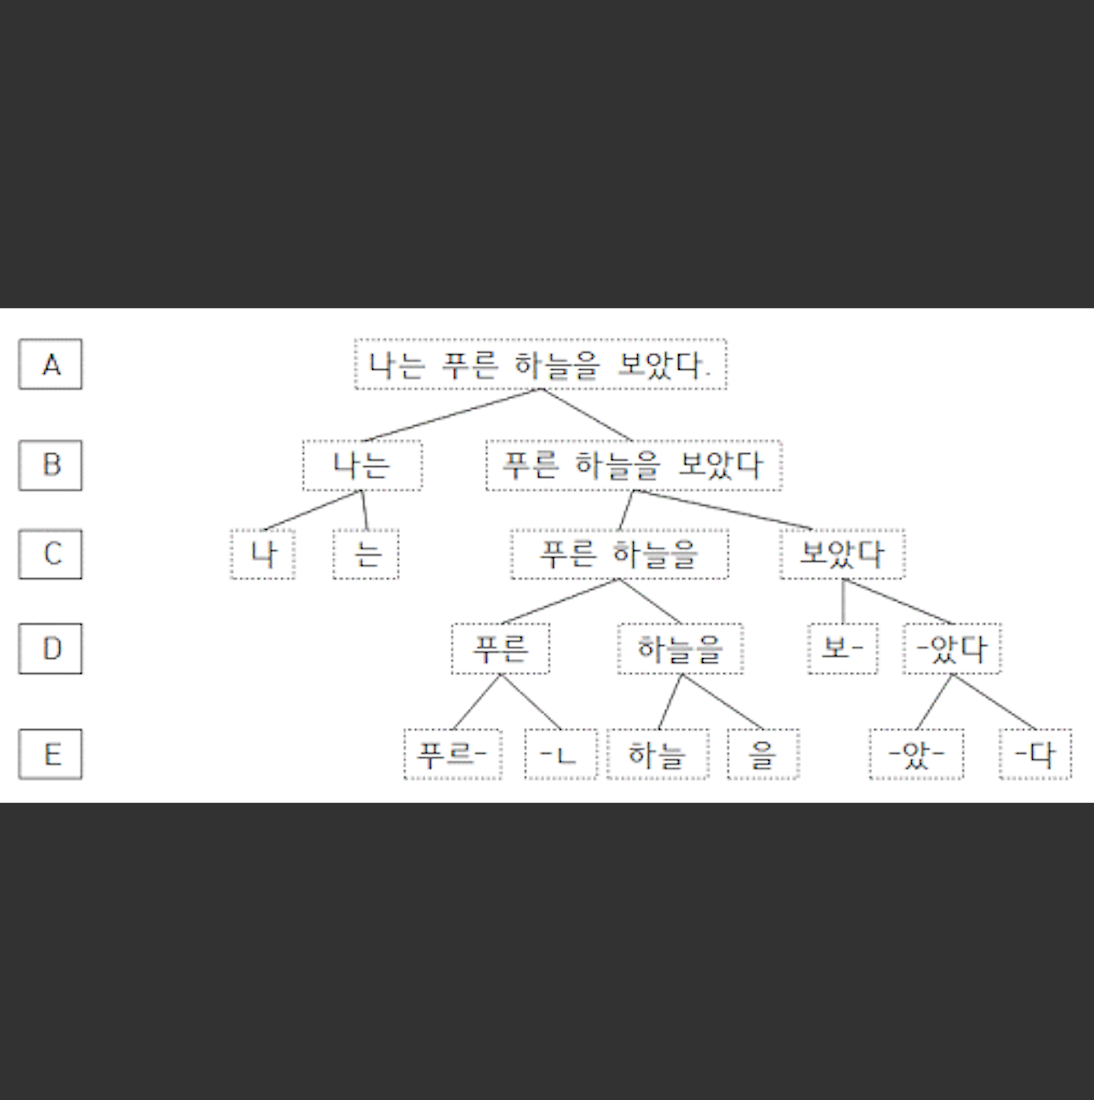 A 나는 푸른 하늘을 보았다.
B 나는 푸른 하늘을 보았다
C 나 는 푸른 하늘을 보았다
D 푸른 하늘을 보- -았다
E 푸르- -ㄴ 하늘 을 -았- -다